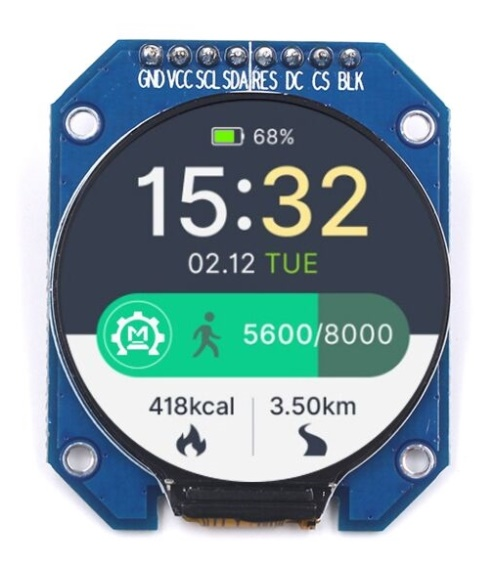 GND VCC SCL SDA RES DC CS BLK
68%
15:32
02.12 TUE
M
5600/8000
418kcal 3.50km